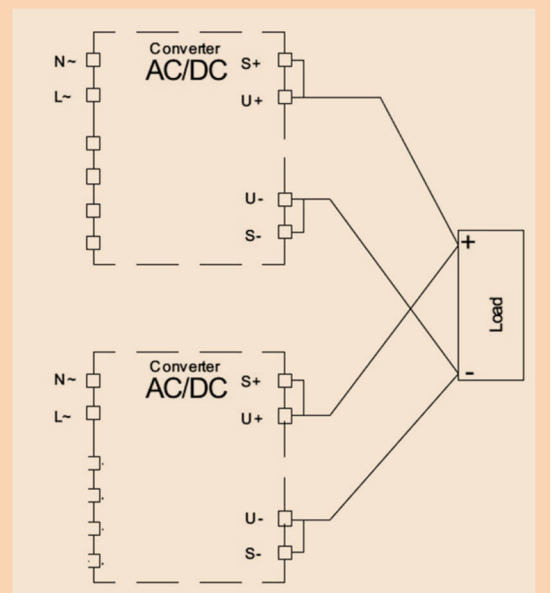 Converter
AC/DC
N~
L~
S+
U+
U-
S-
+
-
Load
Converter
AC/DC
N~
L~
S+
U+
U-
S-